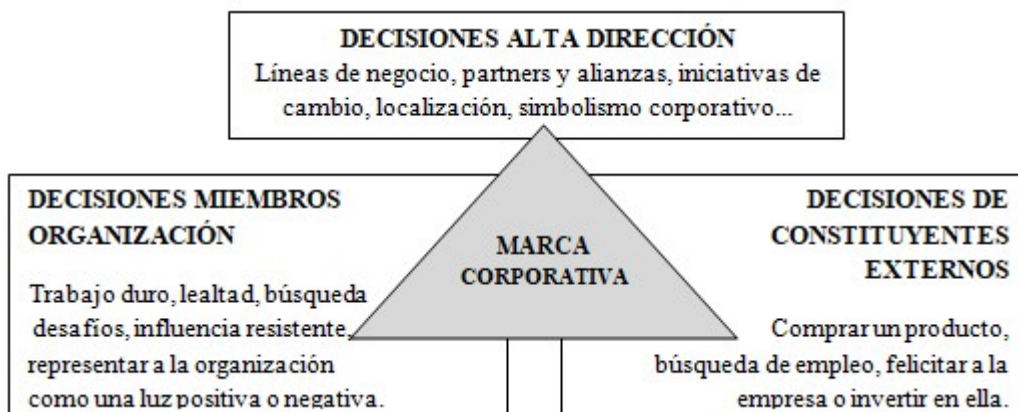 DECISIONES ALTA DIRECCIÓN
Líneas de negocio, partners y alianzas, iniciativas de
cambio, localización, simbolismo corporativo...
DECISIONES MIEMBROS
ORGANIZACIÓN
Trabajo duro, lealtad, búsqueda
desafíos, influencia resistente,
representar a la organización
como una luz positiva o negativa.
MARCA
CORPORATIVA
DECISIONES DE
CONSTITUYENTES
EXTERNOS
Comprar un producto,
búsqueda de empleo, felicitar a la
empresa o invertir en ella.